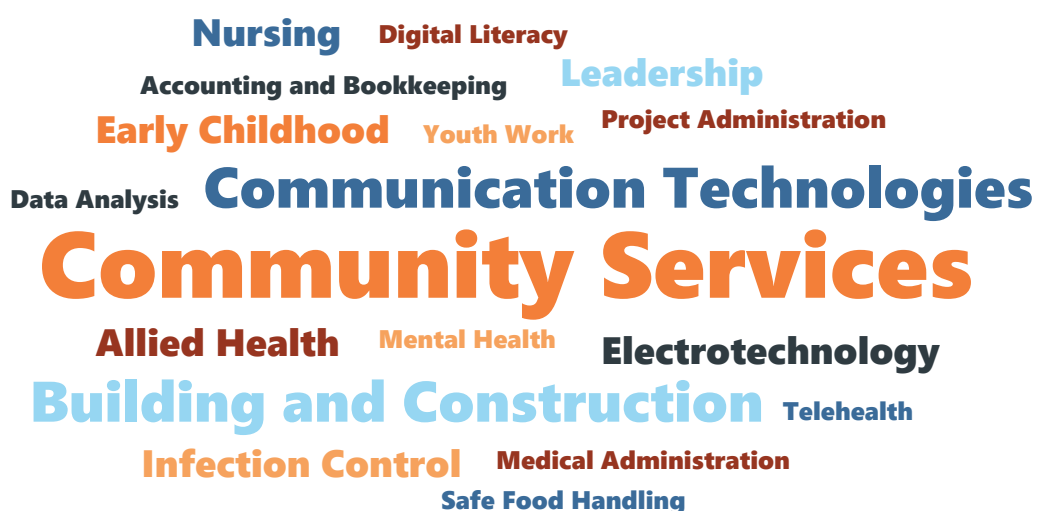 Nursing
Digital Literacy
Accounting and Bookkeeping
Leadership
Early Childhood
Youth Work
Project Administration
Data Analysis
Communication Technologies
Community Services
Allied Health
Mental Health
Electrotechnology
Building and Construction
Telehealth
Infection Control
Medical Administration
Safe Food Handling